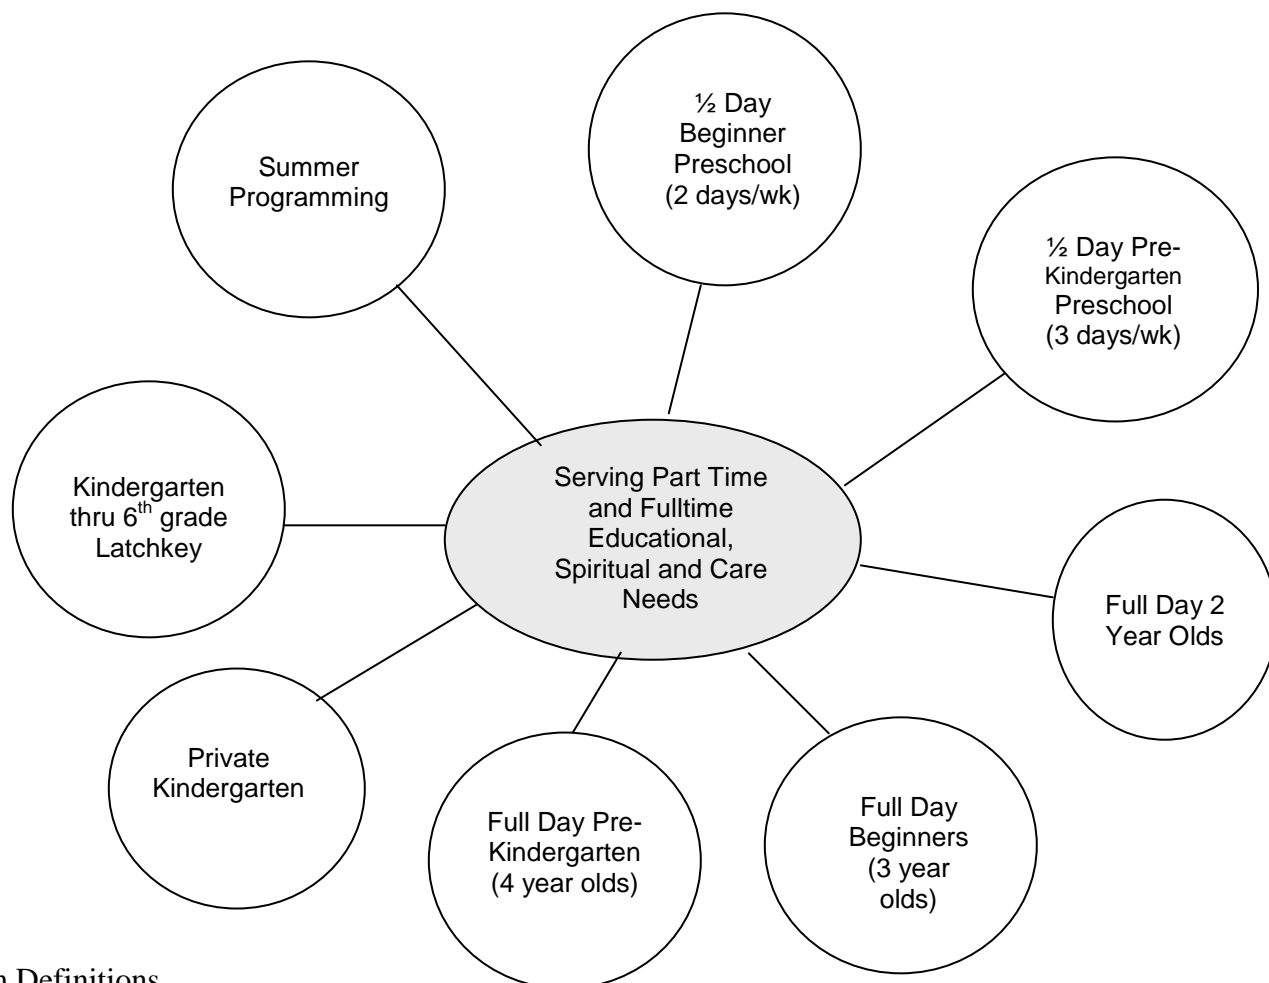 ½ Day
Beginner
Preschool
(2 days/wk)
Summer
Programming
½ Day Pre-
Kindergarten
Preschool
(3 days/wk)
Serving Part Time
and Fulltime
Educational,
Spiritual and Care
Needs
Kindergarten
thru 6th grade
Latchkey
Full Day 2
Year Olds
Private
Kindergarten
Full Day Pre-
Kindergarten
(4 year olds)
Full Day
Beginners
(3 year
olds)
Definitions